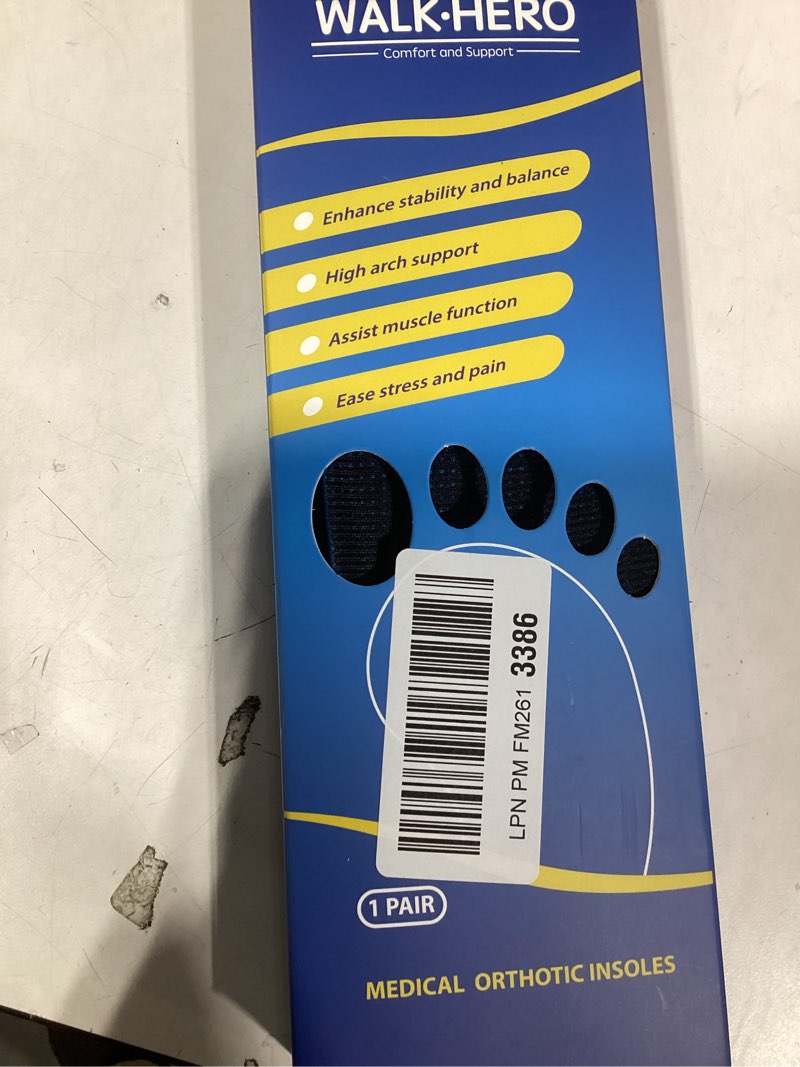 WALK·HERO
Comfort and Support
Enhance stability and balance
High arch support
Assist muscle function
Ease stress and pain
LPN PM FM261 3386
1 PAIR
MEDICAL ORTHOTIC INSOLES